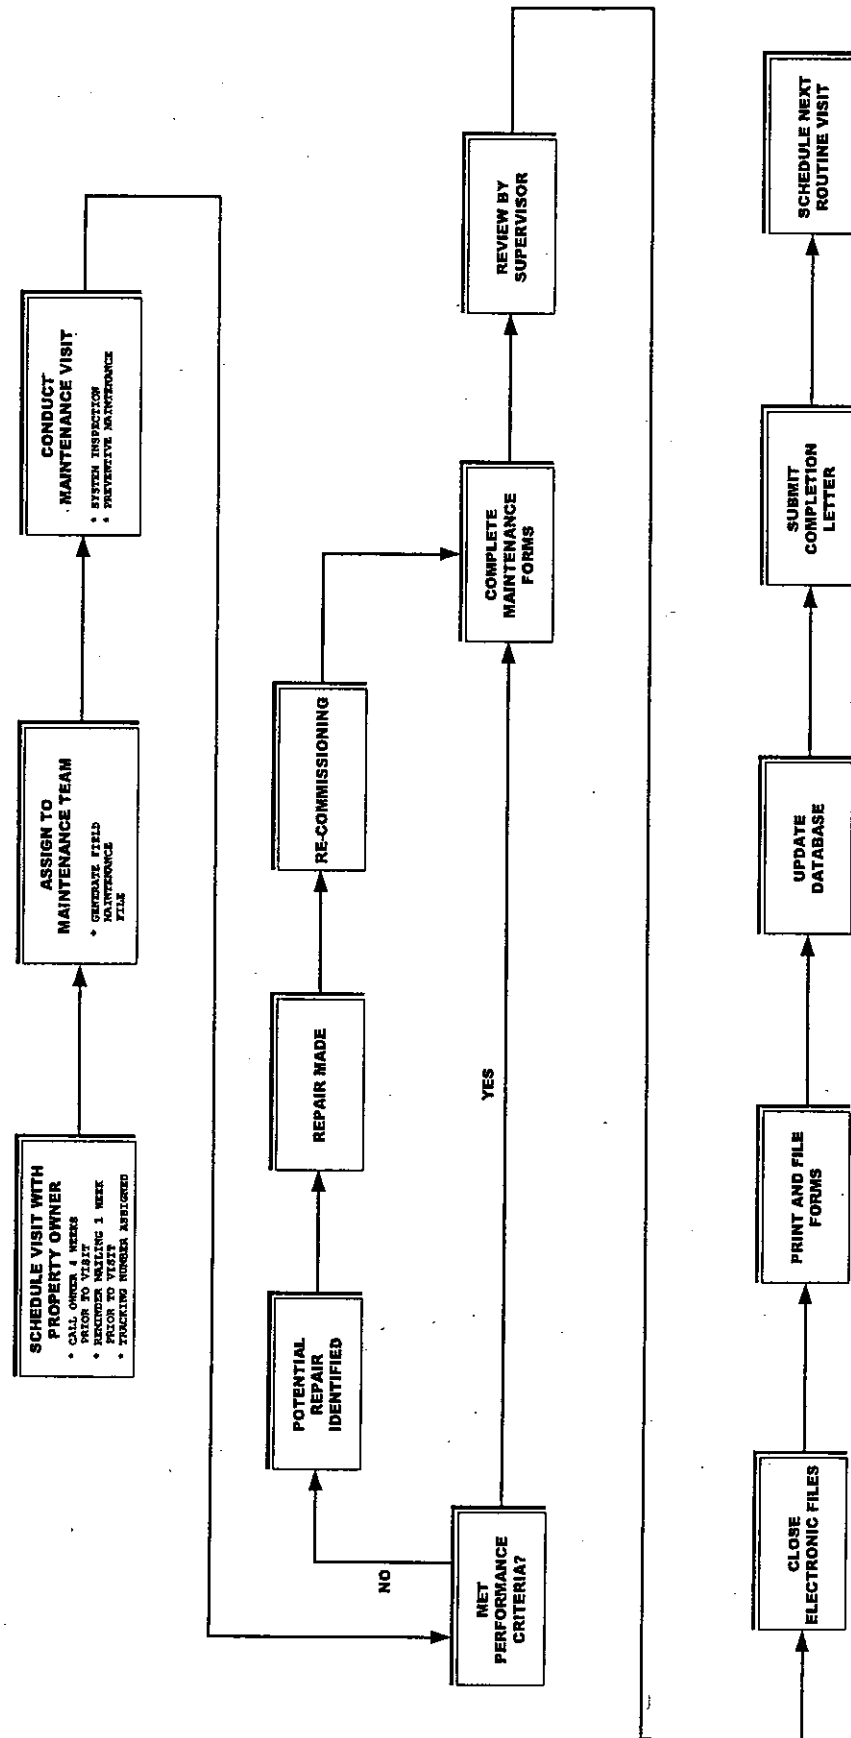 SCHEDULE VISIT WITH
PROPERTY OWNER
* CALL OWNER 4 WEEKS
PRIOR TO VISIT
* REMINDER MAILING 1 WEEK
PRIOR TO VISIT
* TRACKING NUMBER ASSIGNED
ASSIGN TO
MAINTENANCE TEAM
* GENERATE FIELD
MAINTENANCE
FILE
CONDUCT
MAINTENANCE VISIT
* SYSTEM INSPECTION
* PREVENTIVE MAINTENANCE
MET
PERFORMANCE
CRITERIA?
NO
POTENTIAL
REPAIR
IDENTIFIED
REPAIR MADE
RE-COMMISSIONING
YES
COMPLETE
MAINTENANCE
FORMS
REVIEW BY
SUPERVISOR
CLOSE
ELECTRONIC FILES
PRINT AND FILE
FORMS
UPDATE
DATABASE
SUBMIT
COMPLETION
LETTER
SCHEDULE NEXT
ROUTINE VISIT